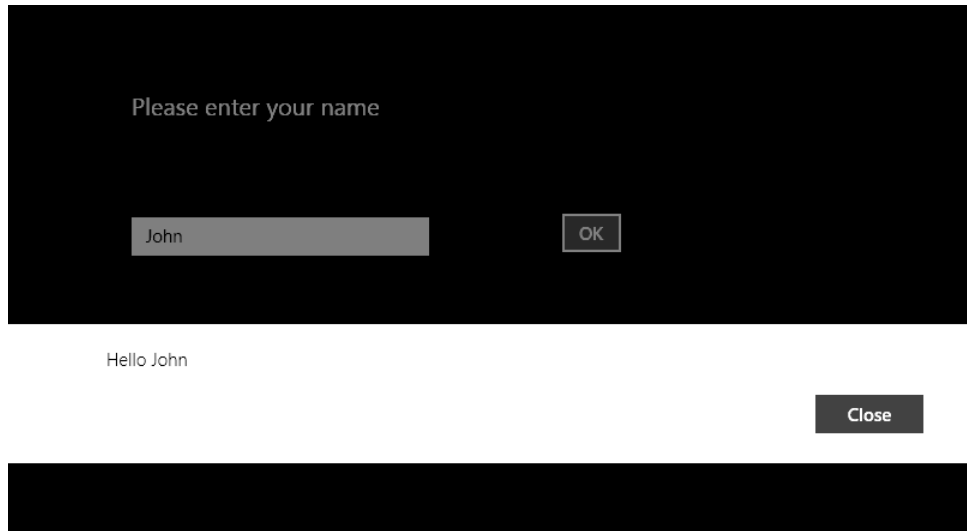 Please enter your name
John
OK
Hello John
Close